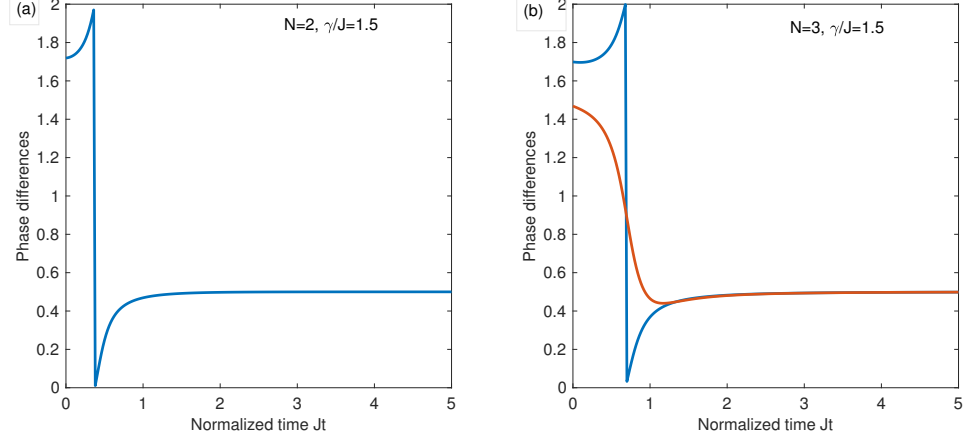 (a)
N=2, γ/J=1.5
Phase differences
2
1.8
1.6
1.4
1.2
1
0.8
0.6
0.4
0.2
0
0 1 2 3 4 5
Normalized time Jt
(b)
N=3, γ/J=1.5
Phase differences
2
1.8
1.6
1.4
1.2
1
0.8
0.6
0.4
0.2
0
0 1 2 3 4 5
Normalized time Jt